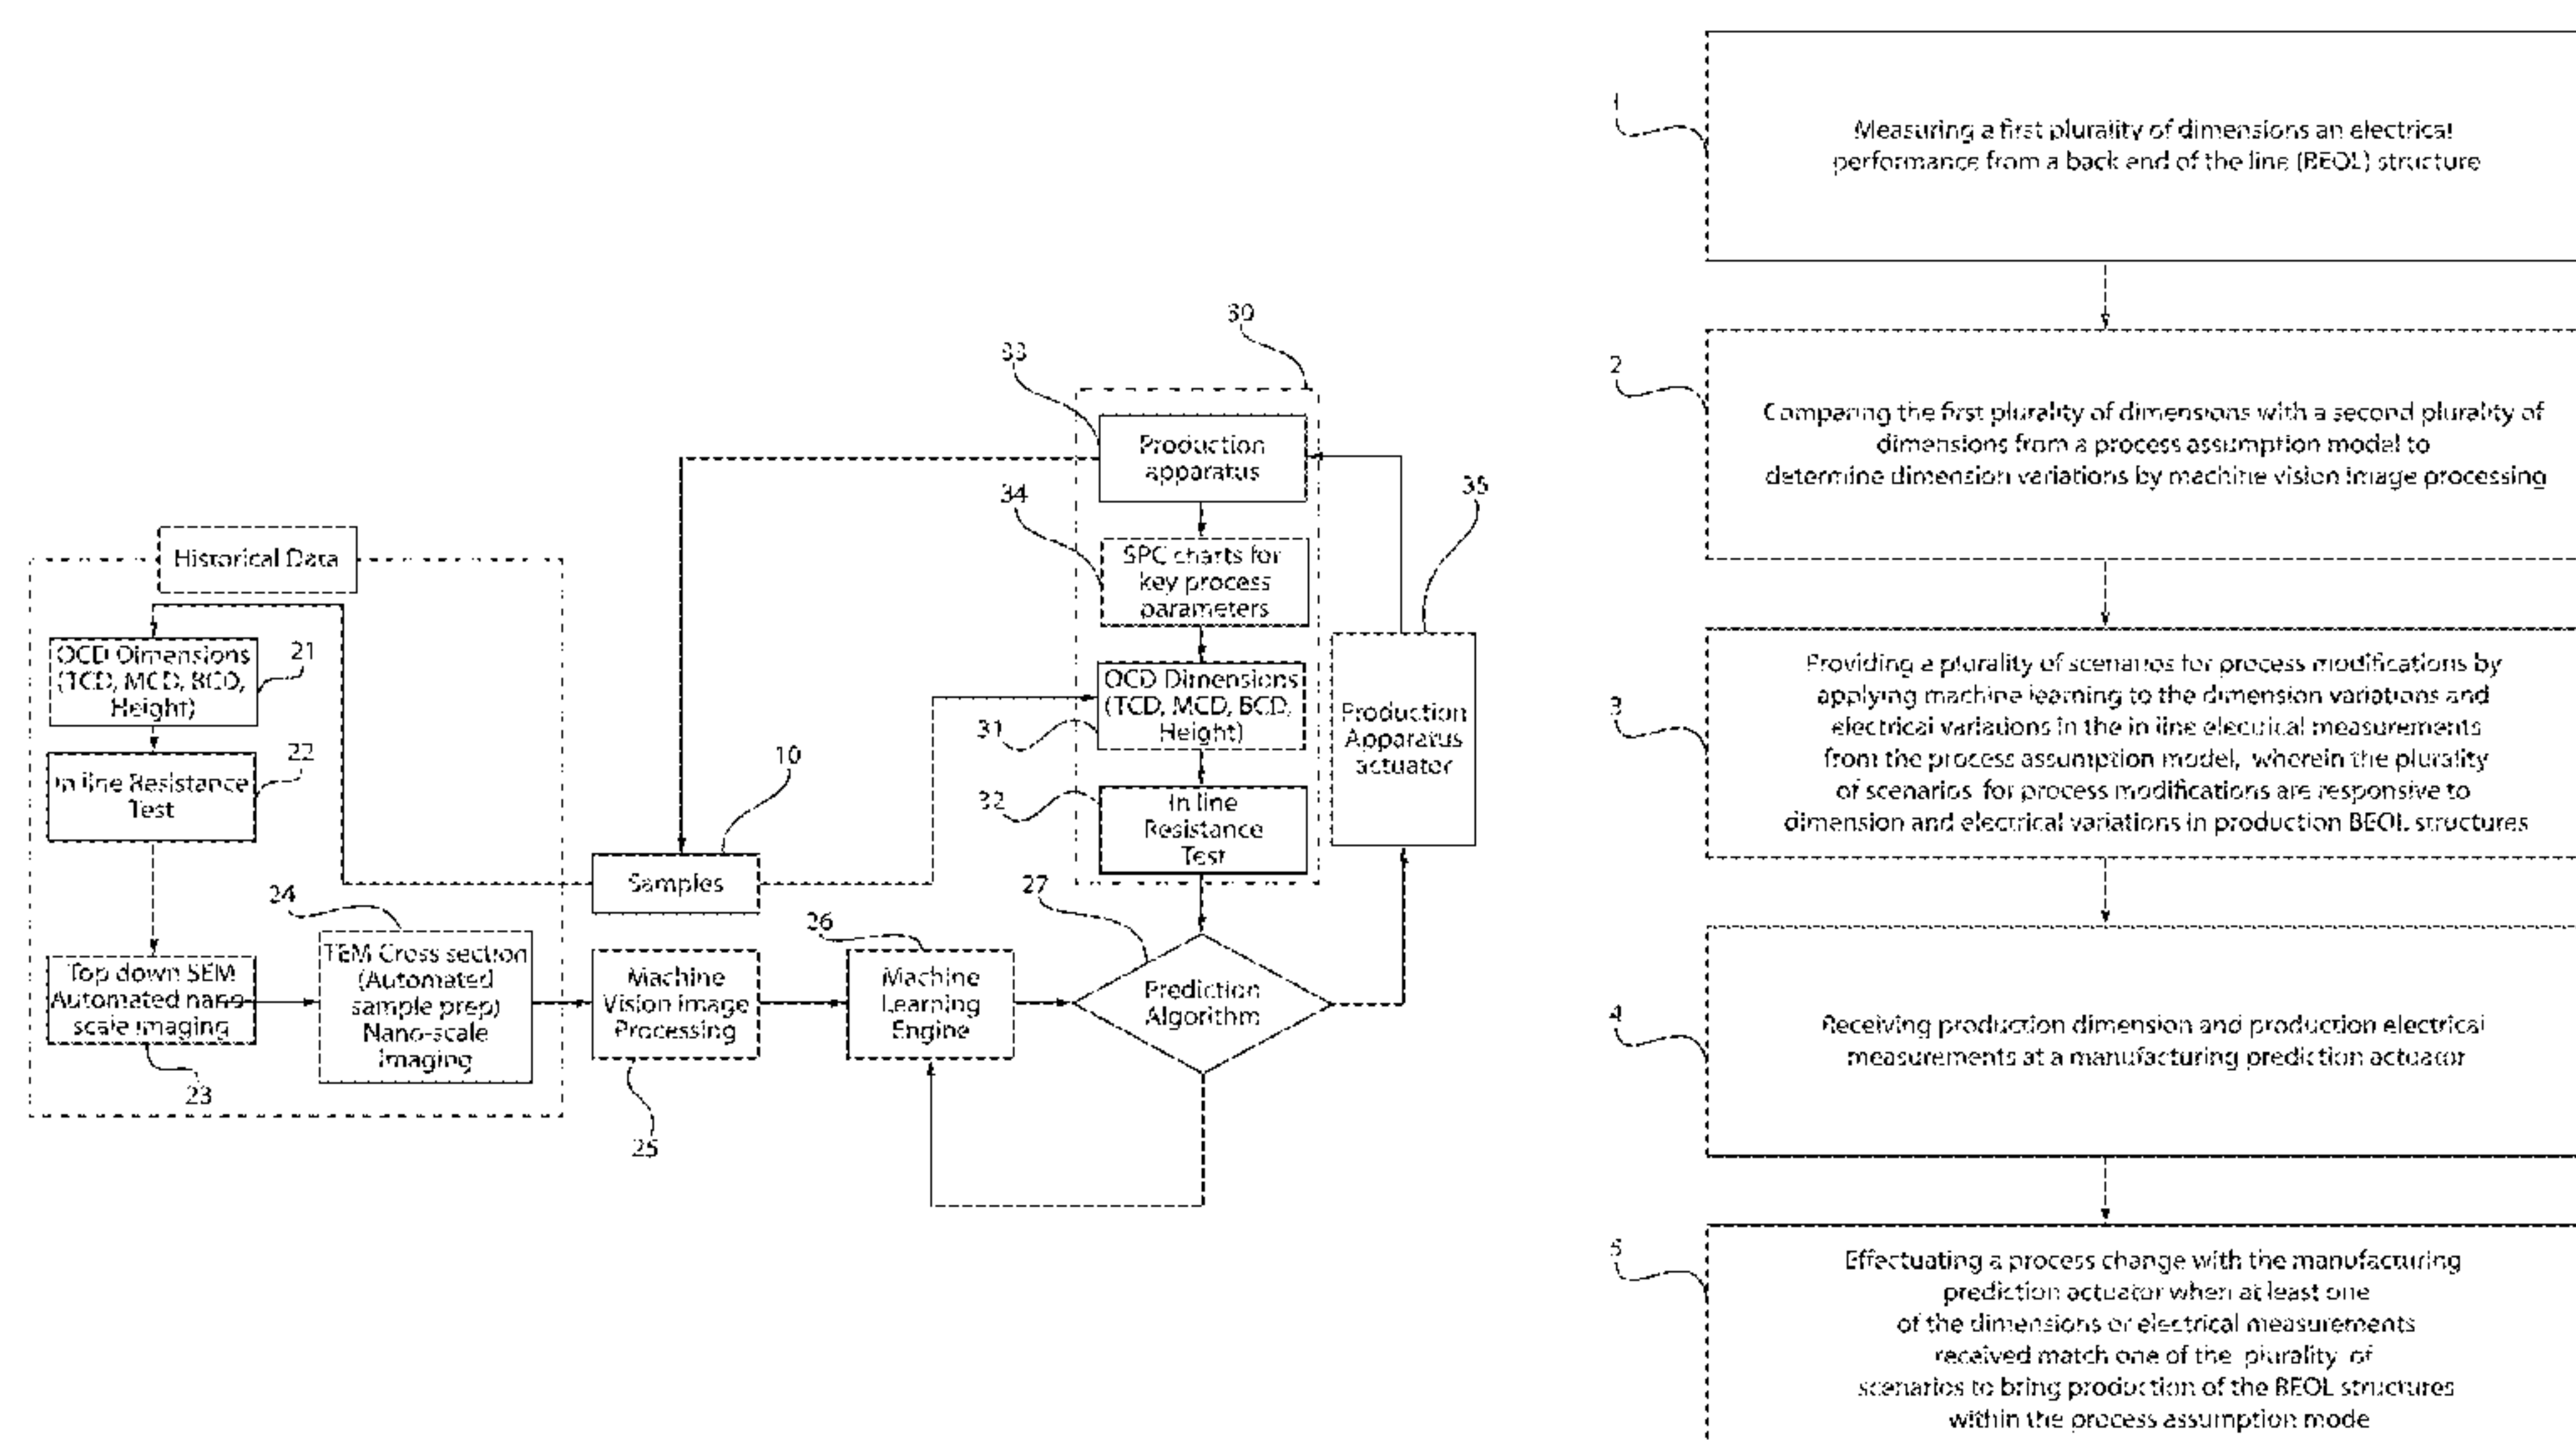 30
33
Production
apparatus
34
SPC charts for
key process
parameters
35
Historical Data
OCD Dimensions
(TCD, MCD, BCD,
Height)
21
In line Resistance
Test
22
OCD Dimensions
(TCD, MCD, BCD,
Height)
31
Production
Apparatus
actuator
10
Samples
32
In line
Resistance
Test
24
Top down SEM
Automated nano
scale imaging
23
TEM Cross section
(Automated
sample prep)
Nano-scale
imaging
Machine
Vision image
Processing
25
26
Machine
Learning
Engine
27
Prediction
Algorithm
1
Measuring a first plurality of dimensions an electrical
performance from a back end of the line (BEOL) structure
2
Comparing the first plurality of dimensions with a second plurality of
dimensions from a process assumption model to
determine dimension variations by machine vision image processing
3
Providing a plurality of scenarios for process modifications by
applying machine learning to the dimension variations and
electrical variations in the in line electrical measurements
from the process assumption model, wherein the plurality
of scenarios for process modifications are responsive to
dimension and electrical variations in production BEOL structures
4
Receiving production dimension and production electrical
measurements at a manufacturing prediction actuator
5
Effectuating a process change with the manufacturing
prediction actuator when at least one
of the dimensions or electrical measurements
received match one of the plurality of
scenarios to bring production of the BEOL structures
within the process assumption mode